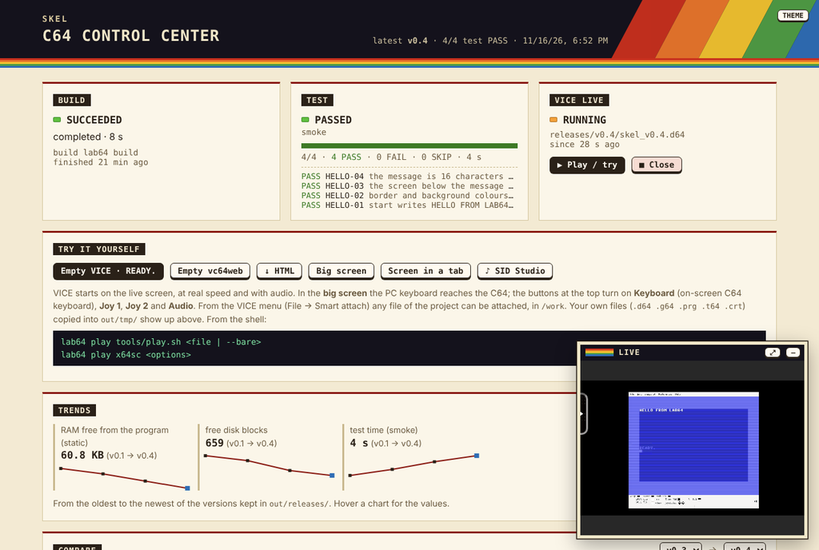 SKEL
C64 CONTROL CENTER
latest v0.4 · 4/4 test PASS · 11/16/26, 6:52 PM
THEME
BUILD
SUCCEEDED
completed · 8 s
build lab64 build
finished 21 min ago
TEST
PASSED
smoke
4/4 · 4 PASS · 0 FAIL · 0 SKIP · 4 s
PASS HELLO-04 the message is 16 characters …
PASS HELLO-03 the screen below the message …
PASS HELLO-02 border and background colours…
PASS HELLO-01 start writes HELLO FROM LAB64…
VICE LIVE
RUNNING
releases/v0.4/skel_v0.4.d64
since 28 s ago
▶ Play / try
■ Close
TRY IT YOURSELF
Empty VICE · READY.
Empty vc64web
↓ HTML
Big screen
Screen in a tab
♪ SID Studio
VICE starts on the live screen, at real speed and with audio. In the big screen the PC keyboard reaches the C64; the buttons at the top turn on Keyboard (on-screen C64
keyboard), Joy 1, Joy 2 and Audio. From the VICE menu (File → Smart attach) any file of the project can be attached, in /work. Your own files (.d64 .g64 .prg .t64 .crt)
copied into out/tmp/ show up above. From the shell:
lab64 play tools/play.sh <file | --bare>
lab64 play x64sc <options>
LIVE
HELLO FROM LAB64
TRENDS
RAM free from the program
(static)
60.8 KB (v0.1 → v0.4)
free disk blocks
659 (v0.1 → v0.4)
test time (smoke)
4 s (v0.1 → v0.4)
From the oldest to the newest of the versions kept in out/releases/. Hover a chart for the values.
COMPARE
v0.3 → v0.4